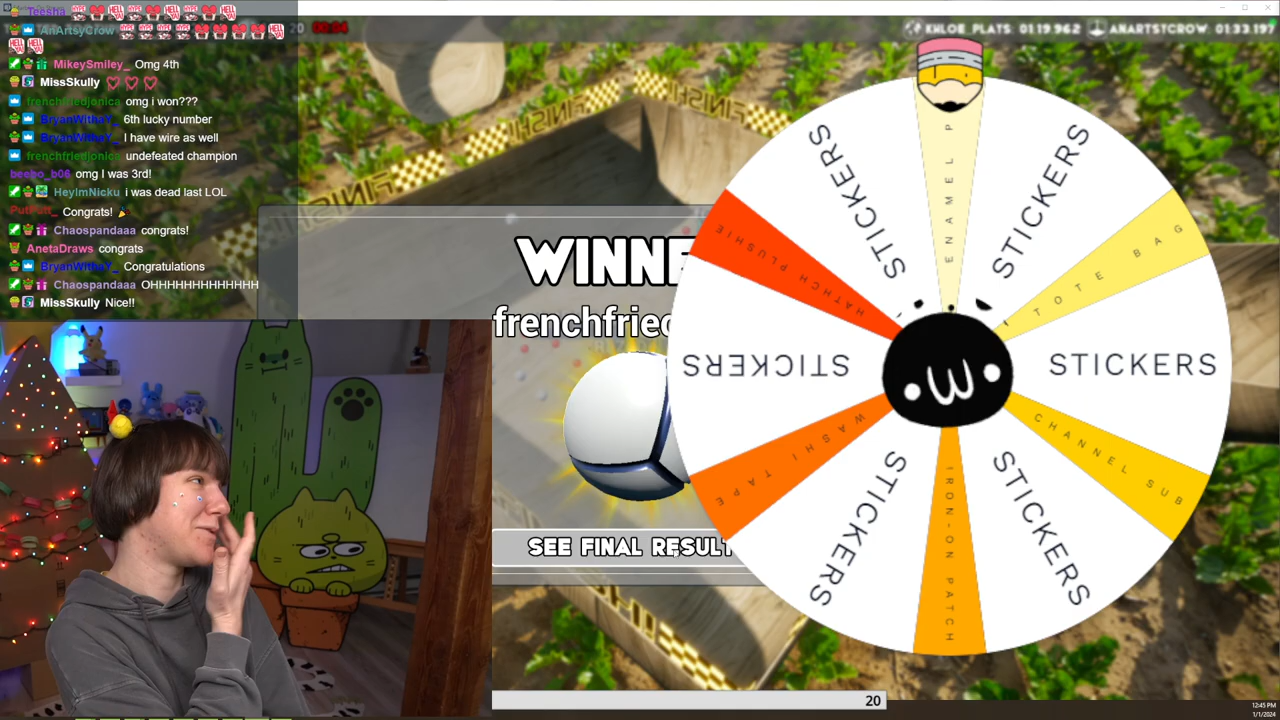 Teesha
AnArtsyCrow
MikeySmiley_ Omg 4th
MissSkully
frenchfriedjonica omg i won???
BryanWithaY_ 6th lucky number
BryanWithaY_ I have wire as well
frenchfriedjonica undefeated champion
beebo_b06 omg I was 3rd!
HeyImNicku i was dead last LOL
PutPutt_ Congrats!
Chaospandaaa congrats!
AnetaDraws congrats
BryanWithaY_ Congratulations
Chaospandaaa OHHHHHHHHHHHHH
MissSkully Nice!!
20
KHLOE_PLATS: 01:19.962
ANARTSYCROW: 01:33.197
FINISH!
WINNE
frenchfried
SEE FINAL RESULT
20
ENAMEL P
STICKERS
TOTE BAG
STICKERS
CHANNEL SUB
STICKERS
IRON-ON PATCH
STICKERS
WASHI TAPE
STICKERS
HATHCH PLUSHIE
STICKERS
12:45 PM
1/1/2024